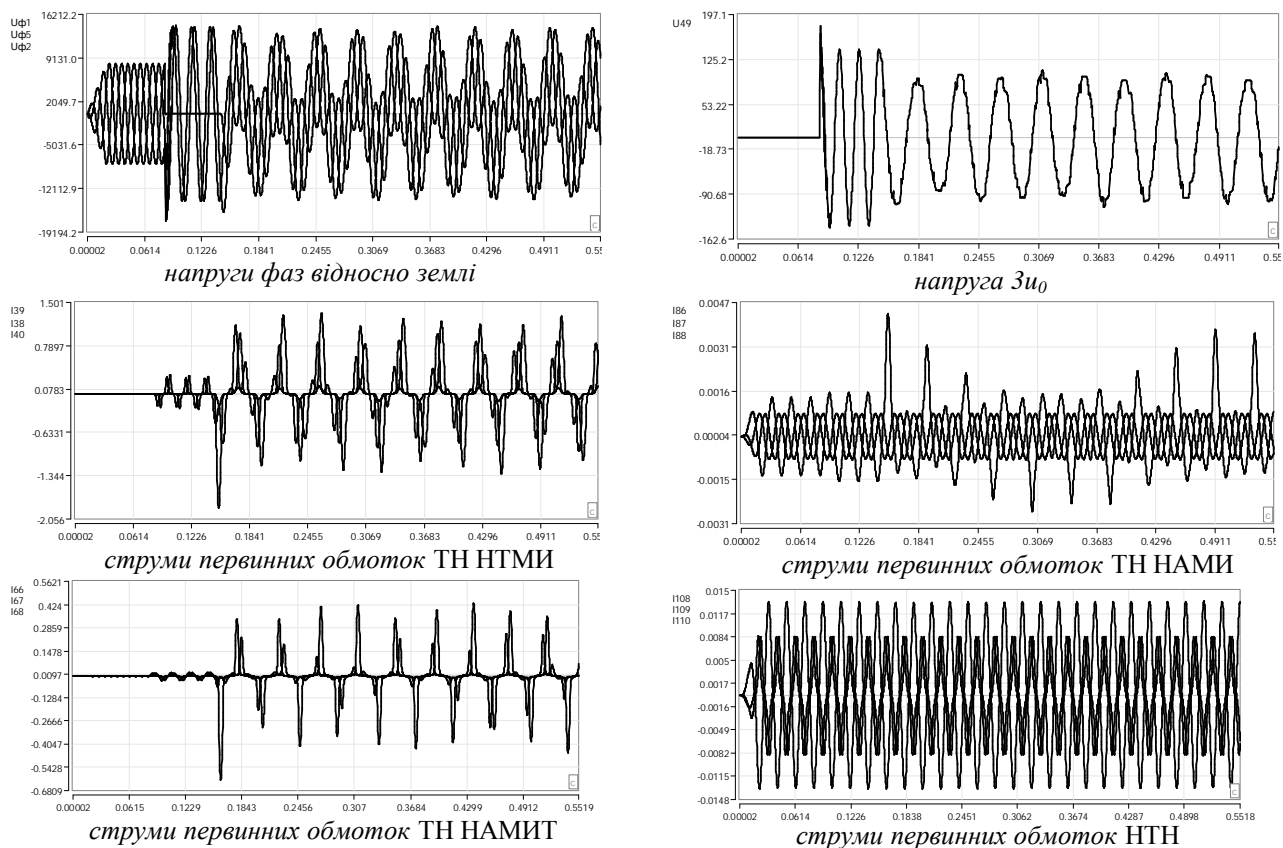 Uф1
Uф5
Uф2
16212.2
9131.0
2049.7
-5031.6
-12112.9
-19194.2
0.00002 0.0614 0.1226 0.1841 0.2455 0.3069 0.3683 0.4296 0.4911 0.55
c
напруги фаз відносно землі
U49
197.1
125.2
53.22
-18.73
-90.68
-162.6
0.00002 0.0614 0.1226 0.1841 0.2455 0.3069 0.3683 0.4296 0.4911 0.55
c
напруга 3u₀
I39
I38
I40
1.501
0.7897
0.0783
-0.6331
-1.344
-2.056
0.00002 0.0614 0.1226 0.1841 0.2455 0.3069 0.3683 0.4296 0.4911 0.55
c
струми первинних обмоток ТН НТМИ
I86
I87
I88
0.0047
0.0031
0.0016
0.00004
-0.0015
-0.0031
0.00002 0.0614 0.1226 0.1841 0.2455 0.3069 0.3683 0.4296 0.4911 0.55
c
струми первинних обмоток ТН НАМИ
I66
I67
I68
0.5621
0.424
0.2859
0.1478
0.0097
-0.1284
-0.2666
-0.4047
-0.5428
-0.6809
0.00002 0.0615 0.1229 0.1843 0.2456 0.307 0.3684 0.4299 0.4912 0.5519
c
струми первинних обмоток ТН НАМИТ
I108
I109
I110
0.015
0.0117
0.0084
0.005
0.0017
-0.0016
-0.0049
-0.0082
-0.0115
-0.0148
0.00002 0.0614 0.1226 0.1838 0.2451 0.3062 0.3674 0.4287 0.4898 0.5518
c
струми первинних обмоток НТН